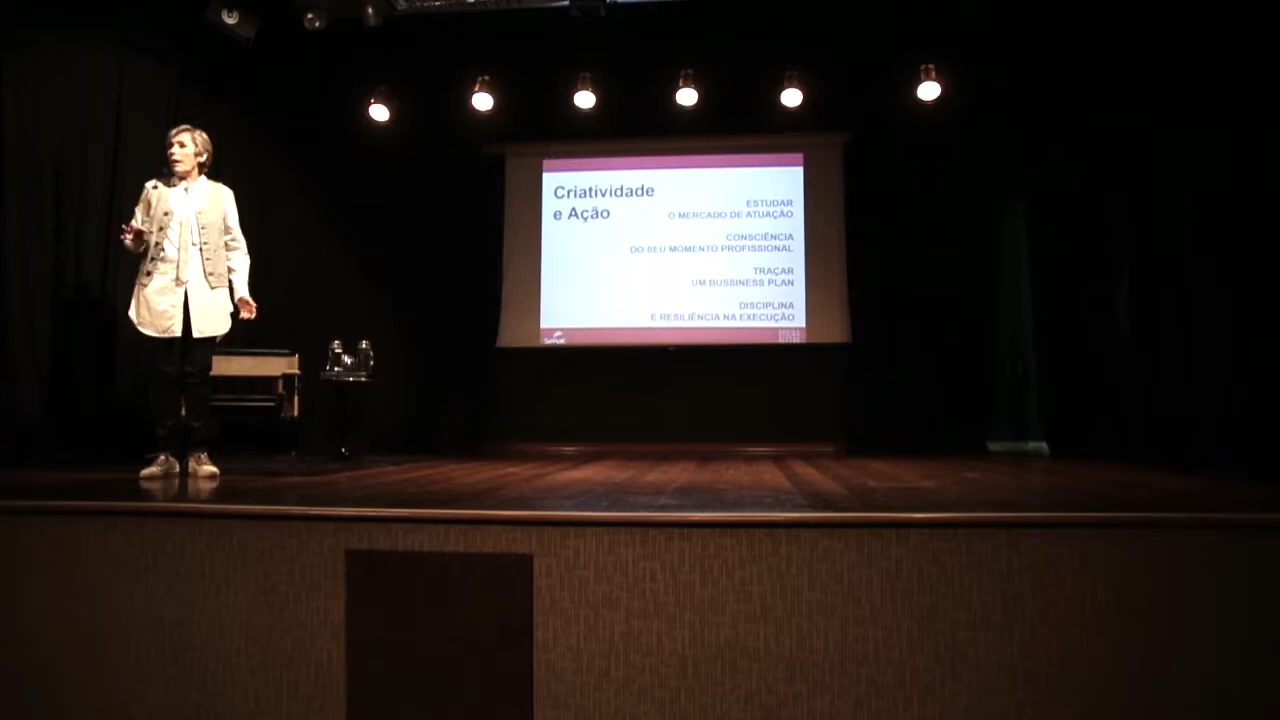 Criatividade
e Ação
ESTUDAR
O MERCADO DE ATUAÇÃO
CONSCIÊNCIA
DO SEU MOMENTO PROFISSIONAL
TRAÇAR
UM BUSSINESS PLAN
DISCIPLINA
E RESILIÊNCIA NA EXECUÇÃO
Senac